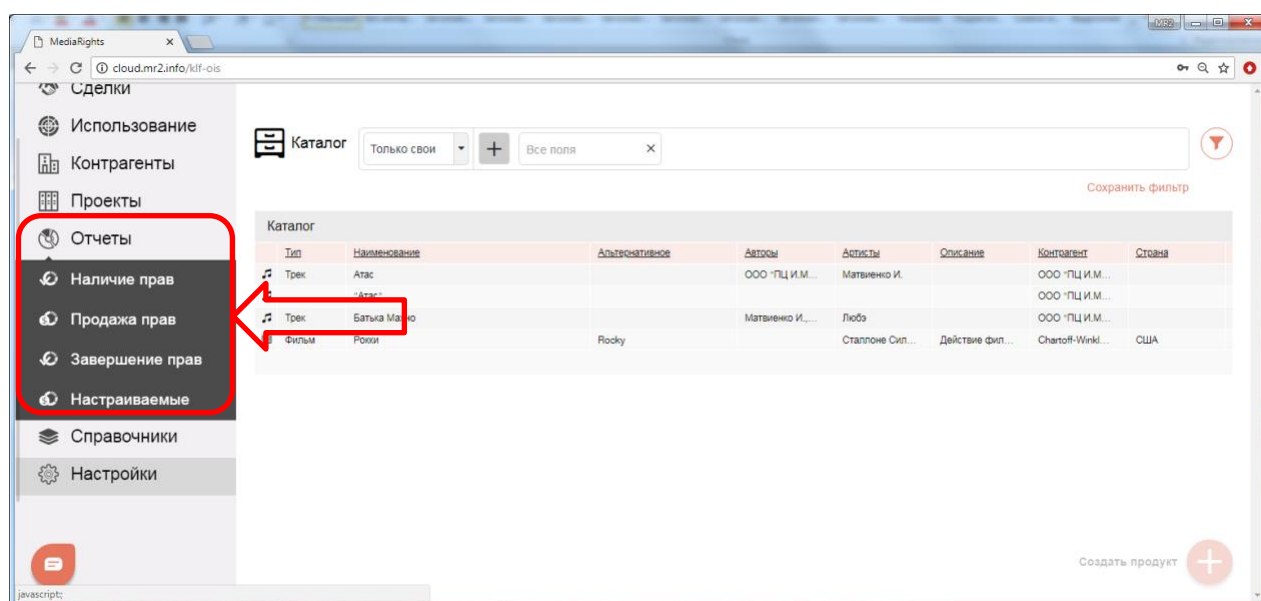 MR2
MediaRights
cloud.mr2.info/klf-ois
Сделки
Использование
Контрагенты
Проекты
Отчеты
Наличие прав
Продажа прав
Завершение прав
Настраиваемые
Справочники
Настройки
Каталог Только свои Все поля
Сохранить фильтр
Каталог
Тип Наименование Альтернативное Авторы Артисты Описание Контрагент Страна
Трек Атас ООО "ПЦ И.М... Матвиенко И. ООО "ПЦ И.М...
"Атас" ООО "ПЦ И.М...
Трек Батька Махно Матвиенко И.,... Любэ ООО "ПЦ И.М...
Фильм Рокки Rocky Сталлоне Сил... Действие фил... Chartoff-Winkl... США
Создать продукт
javascript:;